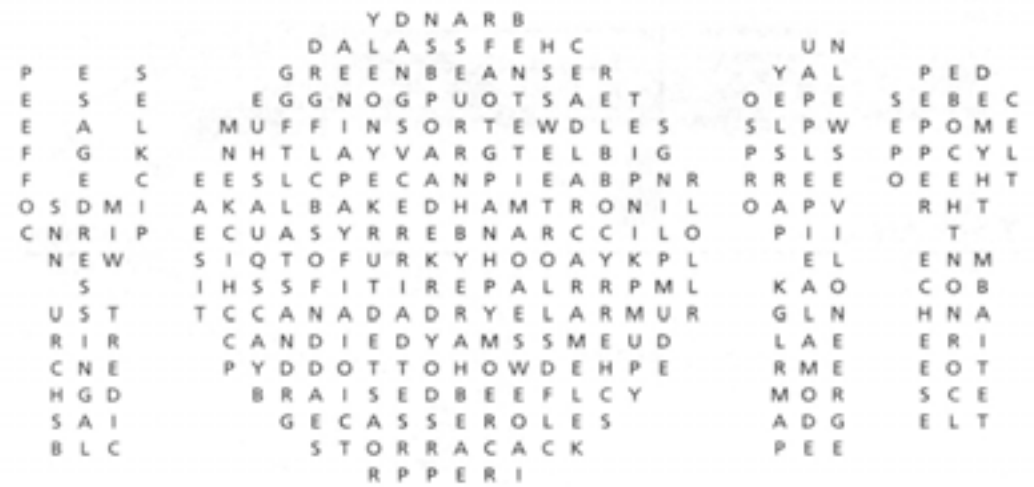 Y D N A R B
D A L A S S F E H C U N
P E S G R E E N B E A N S E R Y A L P E D
E S E E G G N O G P U O T S A E T O E P E S E B E C
E A L M U F F I N S O R T E W D L E S S L P W E P O M E
F G K N H T L A Y V A R G T E L B I G P S L S P P C Y L
F E C E E S L C P E C A N P I E A B P N R R R E E O E E H T
O S D M I A K A L B A K E D H A M T R O N I L O A P V R H T
C N R I P E C U A S Y R R E B N A R C C I L O P I I T
N E W S I Q T O F U R K Y H O O A Y K P L E L E N M
S I H S S F I T I R E P A L R R P M L K A O C O B
U S T T C C A N A D A D R Y E L A R M U R G L N H N A
R I R C A N D I E D Y A M S S M E U D L A E E R I
C N E P Y D D O T T O H O W D E H P E R M E E O T
H G D B R A I S E D B E E F L C Y M O R S C E
S A I G E C A S S E R O L E S A D G E L T
B L C S T O R R A C A C K P E E
R P P E R I